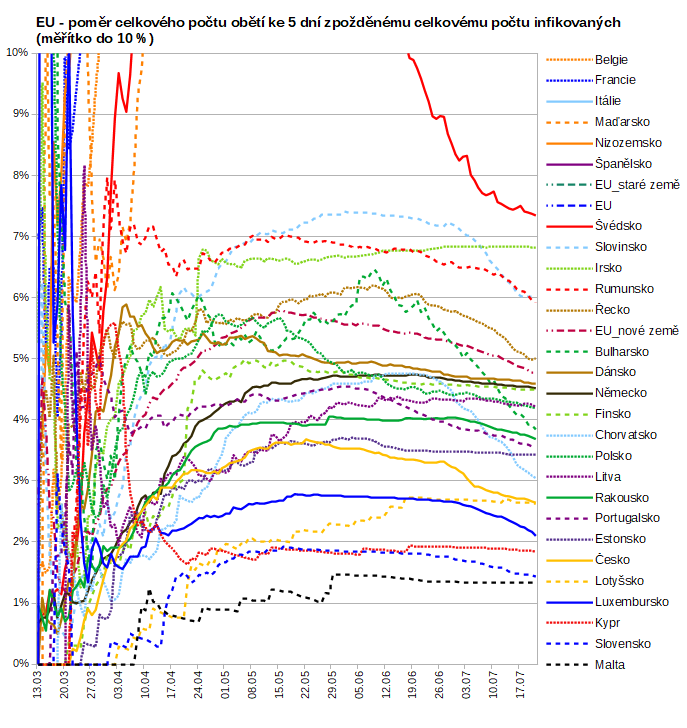 EU - poměr celkového počtu obětí ke 5 dní zpožděnému celkovému počtu infikovaných
(měřítko do 10 %)
10%
9%
8%
7%
6%
5%
4%
3%
2%
1%
0%
13.03
20.03
27.03
03.04
10.04
17.04
24.04
01.05
08.05
15.05
22.05
29.05
05.06
12.06
19.06
26.06
03.07
10.07
17.07
Belgie
Francie
Itálie
Maďarsko
Nizozemsko
Španělsko
EU_staré země
EU
Švédsko
Slovinsko
Irsko
Rumunsko
Řecko
EU_nové země
Bulharsko
Dánsko
Německo
Finsko
Chorvatsko
Polsko
Litva
Rakousko
Portugalsko
Estonsko
Česko
Lotyšsko
Luxembursko
Kypr
Slovensko
Malta